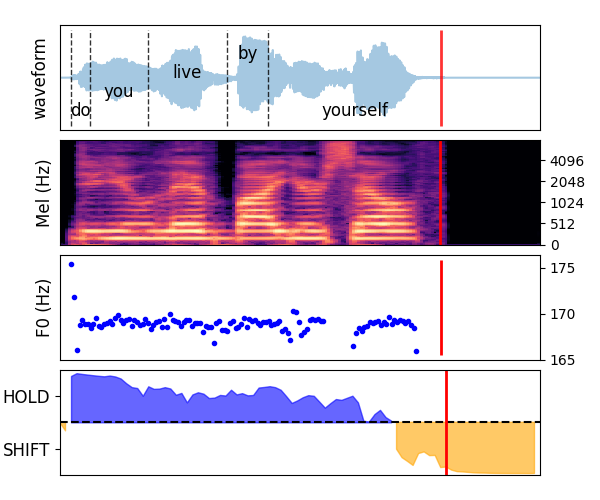 waveform
do
you
live
by
yourself
Mel (Hz)
4096
2048
1024
512
0
F0 (Hz)
175
170
165
HOLD
SHIFT